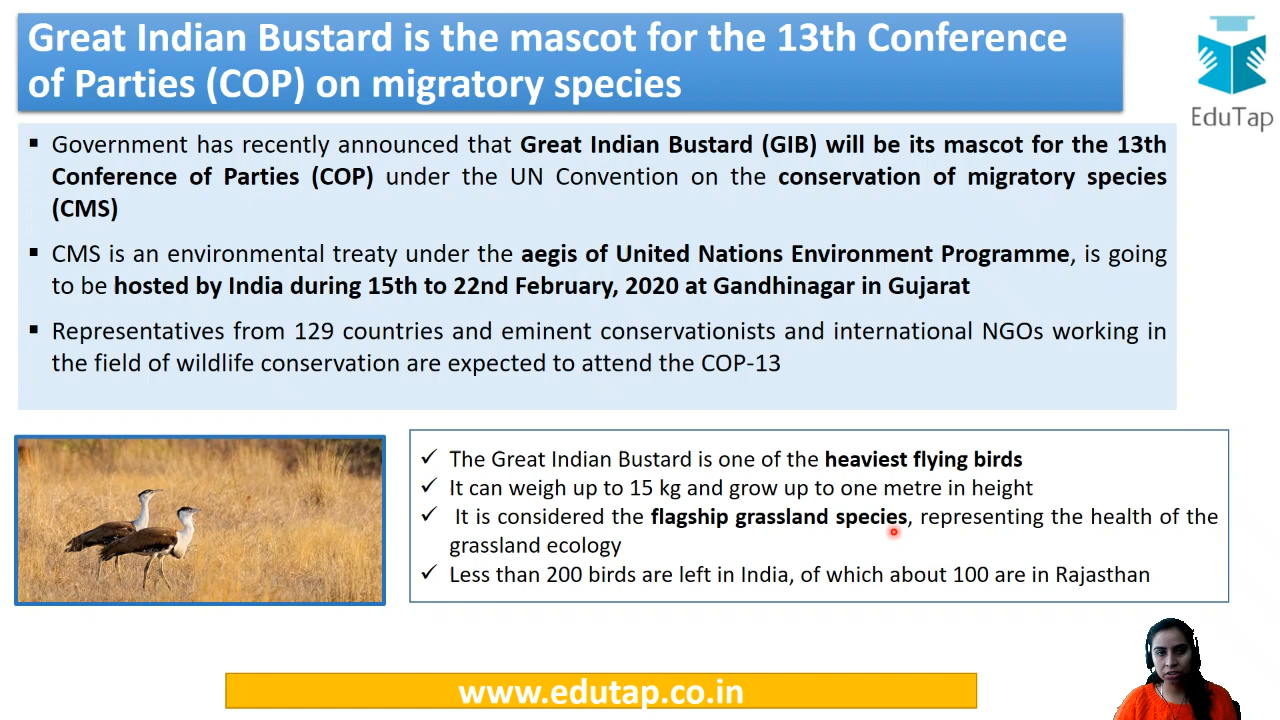 Great Indian Bustard is the mascot for the 13th Conference
of Parties (COP) on migratory species
EduTap
▪ Government has recently announced that Great Indian Bustard (GIB) will be its mascot for the 13th
Conference of Parties (COP) under the UN Convention on the conservation of migratory species
(CMS)
▪ CMS is an environmental treaty under the aegis of United Nations Environment Programme, is going
to be hosted by India during 15th to 22nd February, 2020 at Gandhinagar in Gujarat
▪ Representatives from 129 countries and eminent conservationists and international NGOs working in
the field of wildlife conservation are expected to attend the COP-13
✓ The Great Indian Bustard is one of the heaviest flying birds
✓ It can weigh up to 15 kg and grow up to one metre in height
✓ It is considered the flagship grassland species, representing the health of the
grassland ecology
✓ Less than 200 birds are left in India, of which about 100 are in Rajasthan
www.edutap.co.in